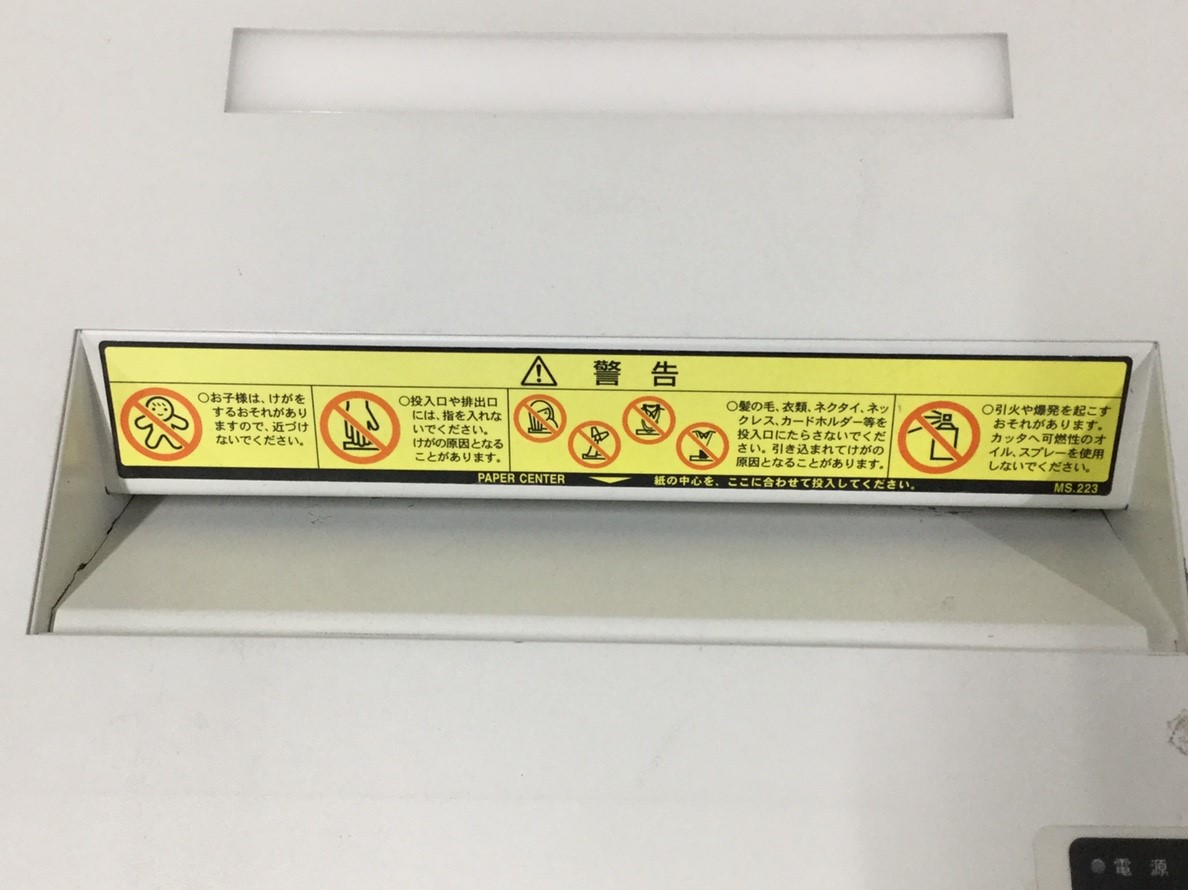 警告
○お子様は、けがを
するおそれがあり
ますので、近づけ
ないでください。
○投入口や排出口
には、指を入れな
いでください。
けがの原因となる
ことがあります。
○髪の毛、衣類、ネクタイ、ネッ
クレス、カードホルダー等を
投入口にたらさないでくだ
さい。引き込まれてけがの
原因となることがあります。
○引火や爆発を起こす
おそれがあります。
カッタへ可燃性のオ
イル、スプレーを使用
しないでください。
PAPER CENTER 紙の中心を、ここに合わせて投入してください。
MS.223
電源